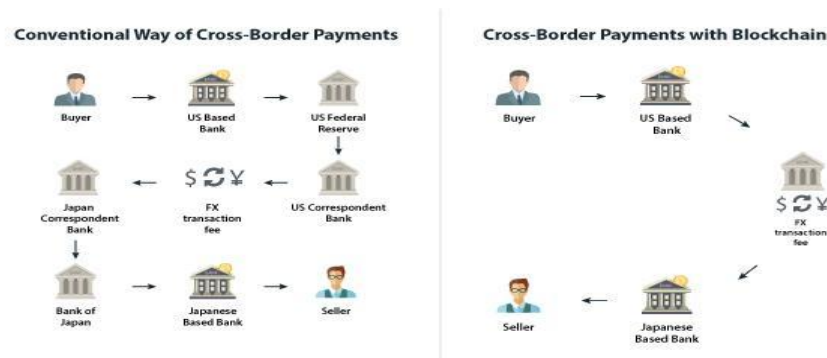 Conventional Way of Cross-Border Payments
Buyer
US Based
Bank
US Federal
Reserve
Japan
Correspondent
Bank
$ ¥
FX
transaction
fee
US Correspondent
Bank
Bank of
Japan
Japanese
Based Bank
Seller
Cross-Border Payments with Blockchain
Buyer
US Based
Bank
$ ¥
FX
transaction
fee
Seller
Japanese
Based Bank